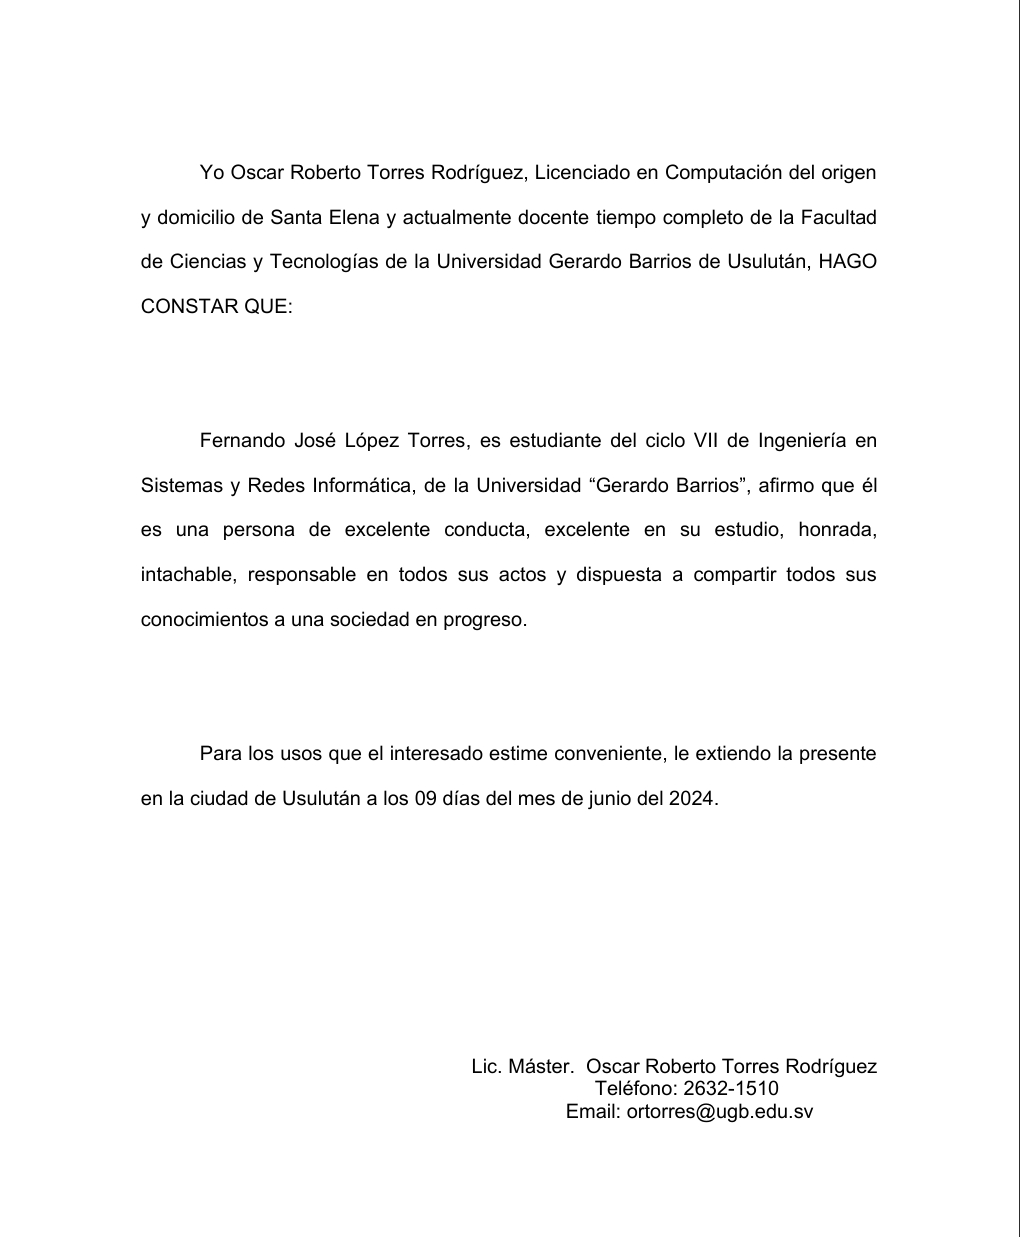 Yo Oscar Roberto Torres Rodríguez, Licenciado en Computación del origen
y domicilio de Santa Elena y actualmente docente tiempo completo de la Facultad
de Ciencias y Tecnologías de la Universidad Gerardo Barrios de Usulután, HAGO
CONSTAR QUE:
Fernando José López Torres, es estudiante del ciclo VII de Ingeniería en
Sistemas y Redes Informática, de la Universidad “Gerardo Barrios”, afirmo que él
es una persona de excelente conducta, excelente en su estudio, honrada,
intachable, responsable en todos sus actos y dispuesta a compartir todos sus
conocimientos a una sociedad en progreso.
Para los usos que el interesado estime conveniente, le extiendo la presente
en la ciudad de Usulután a los 09 días del mes de junio del 2024.
Lic. Máster.  Oscar Roberto Torres Rodríguez
Teléfono: 2632-1510
Email: ortorres@ugb.edu.sv